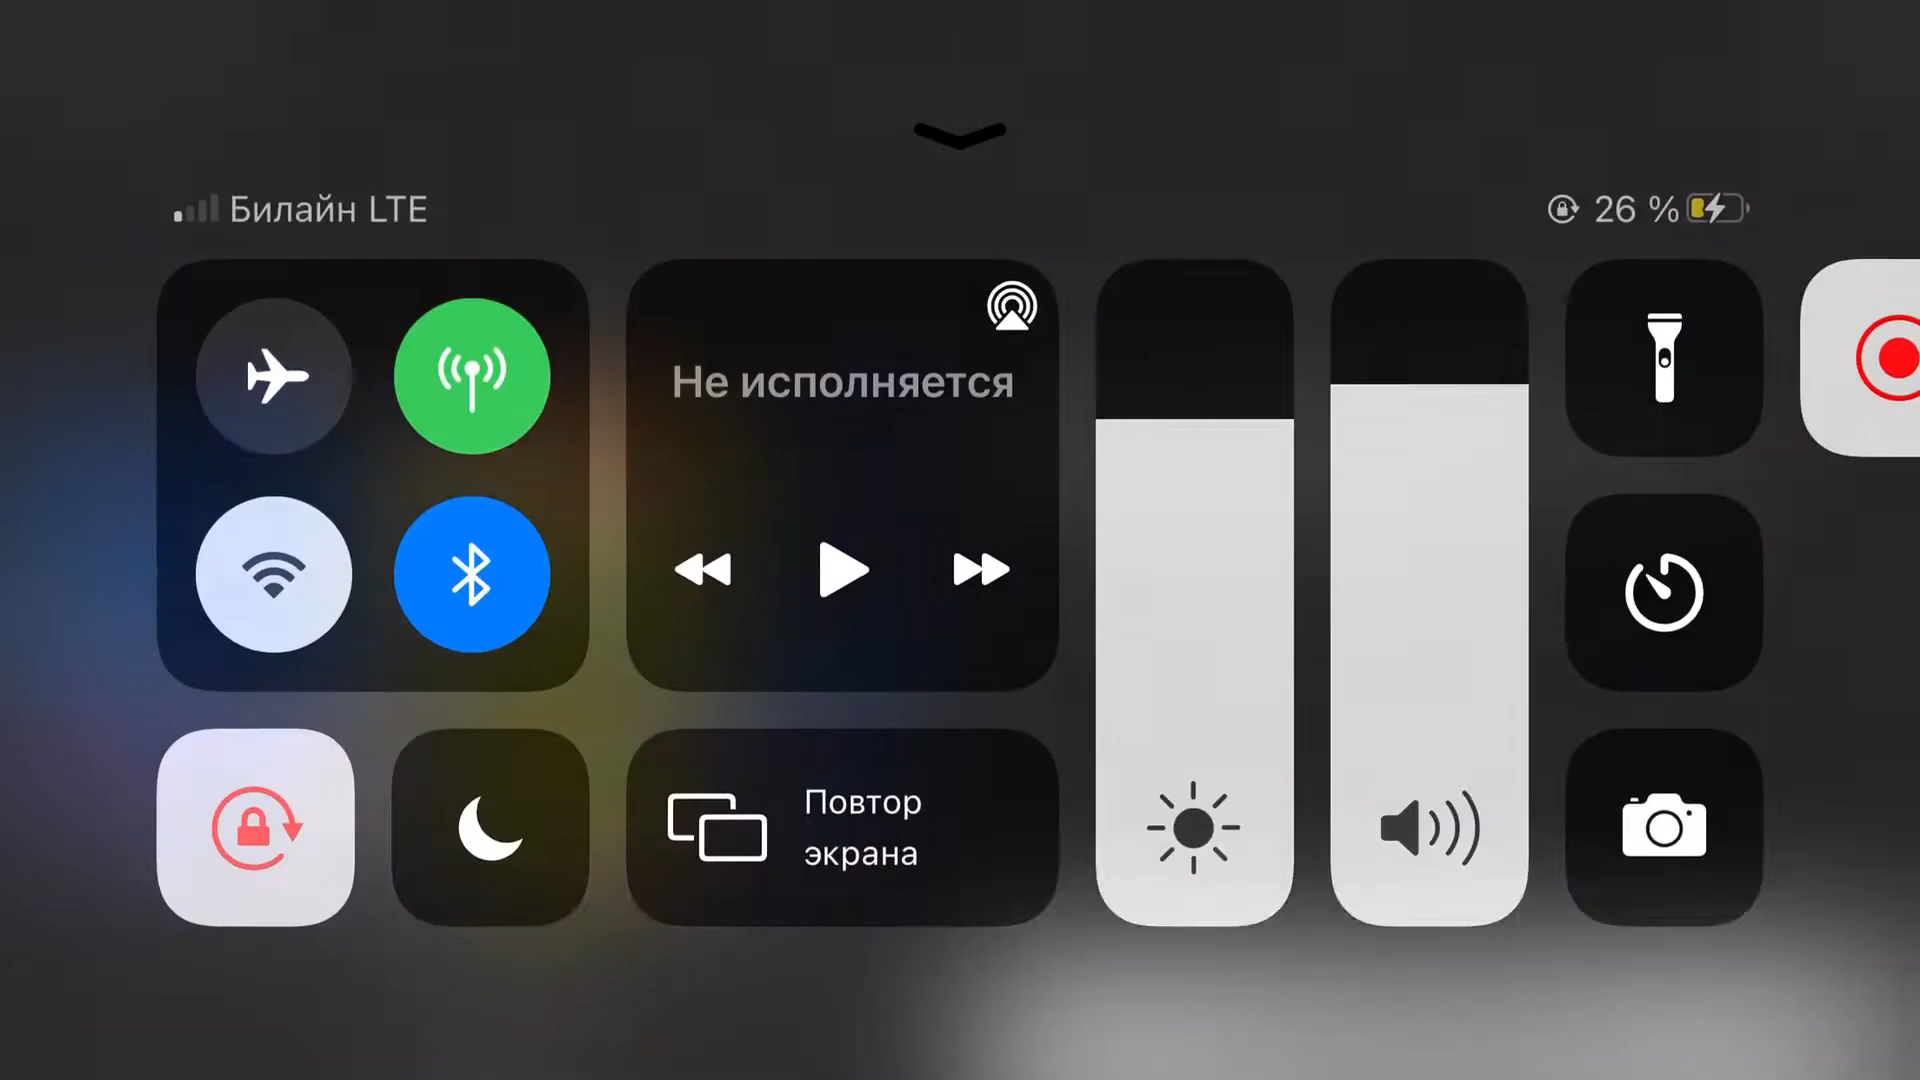 Билайн LTE
26 %
Не исполняется
Повтор
экрана